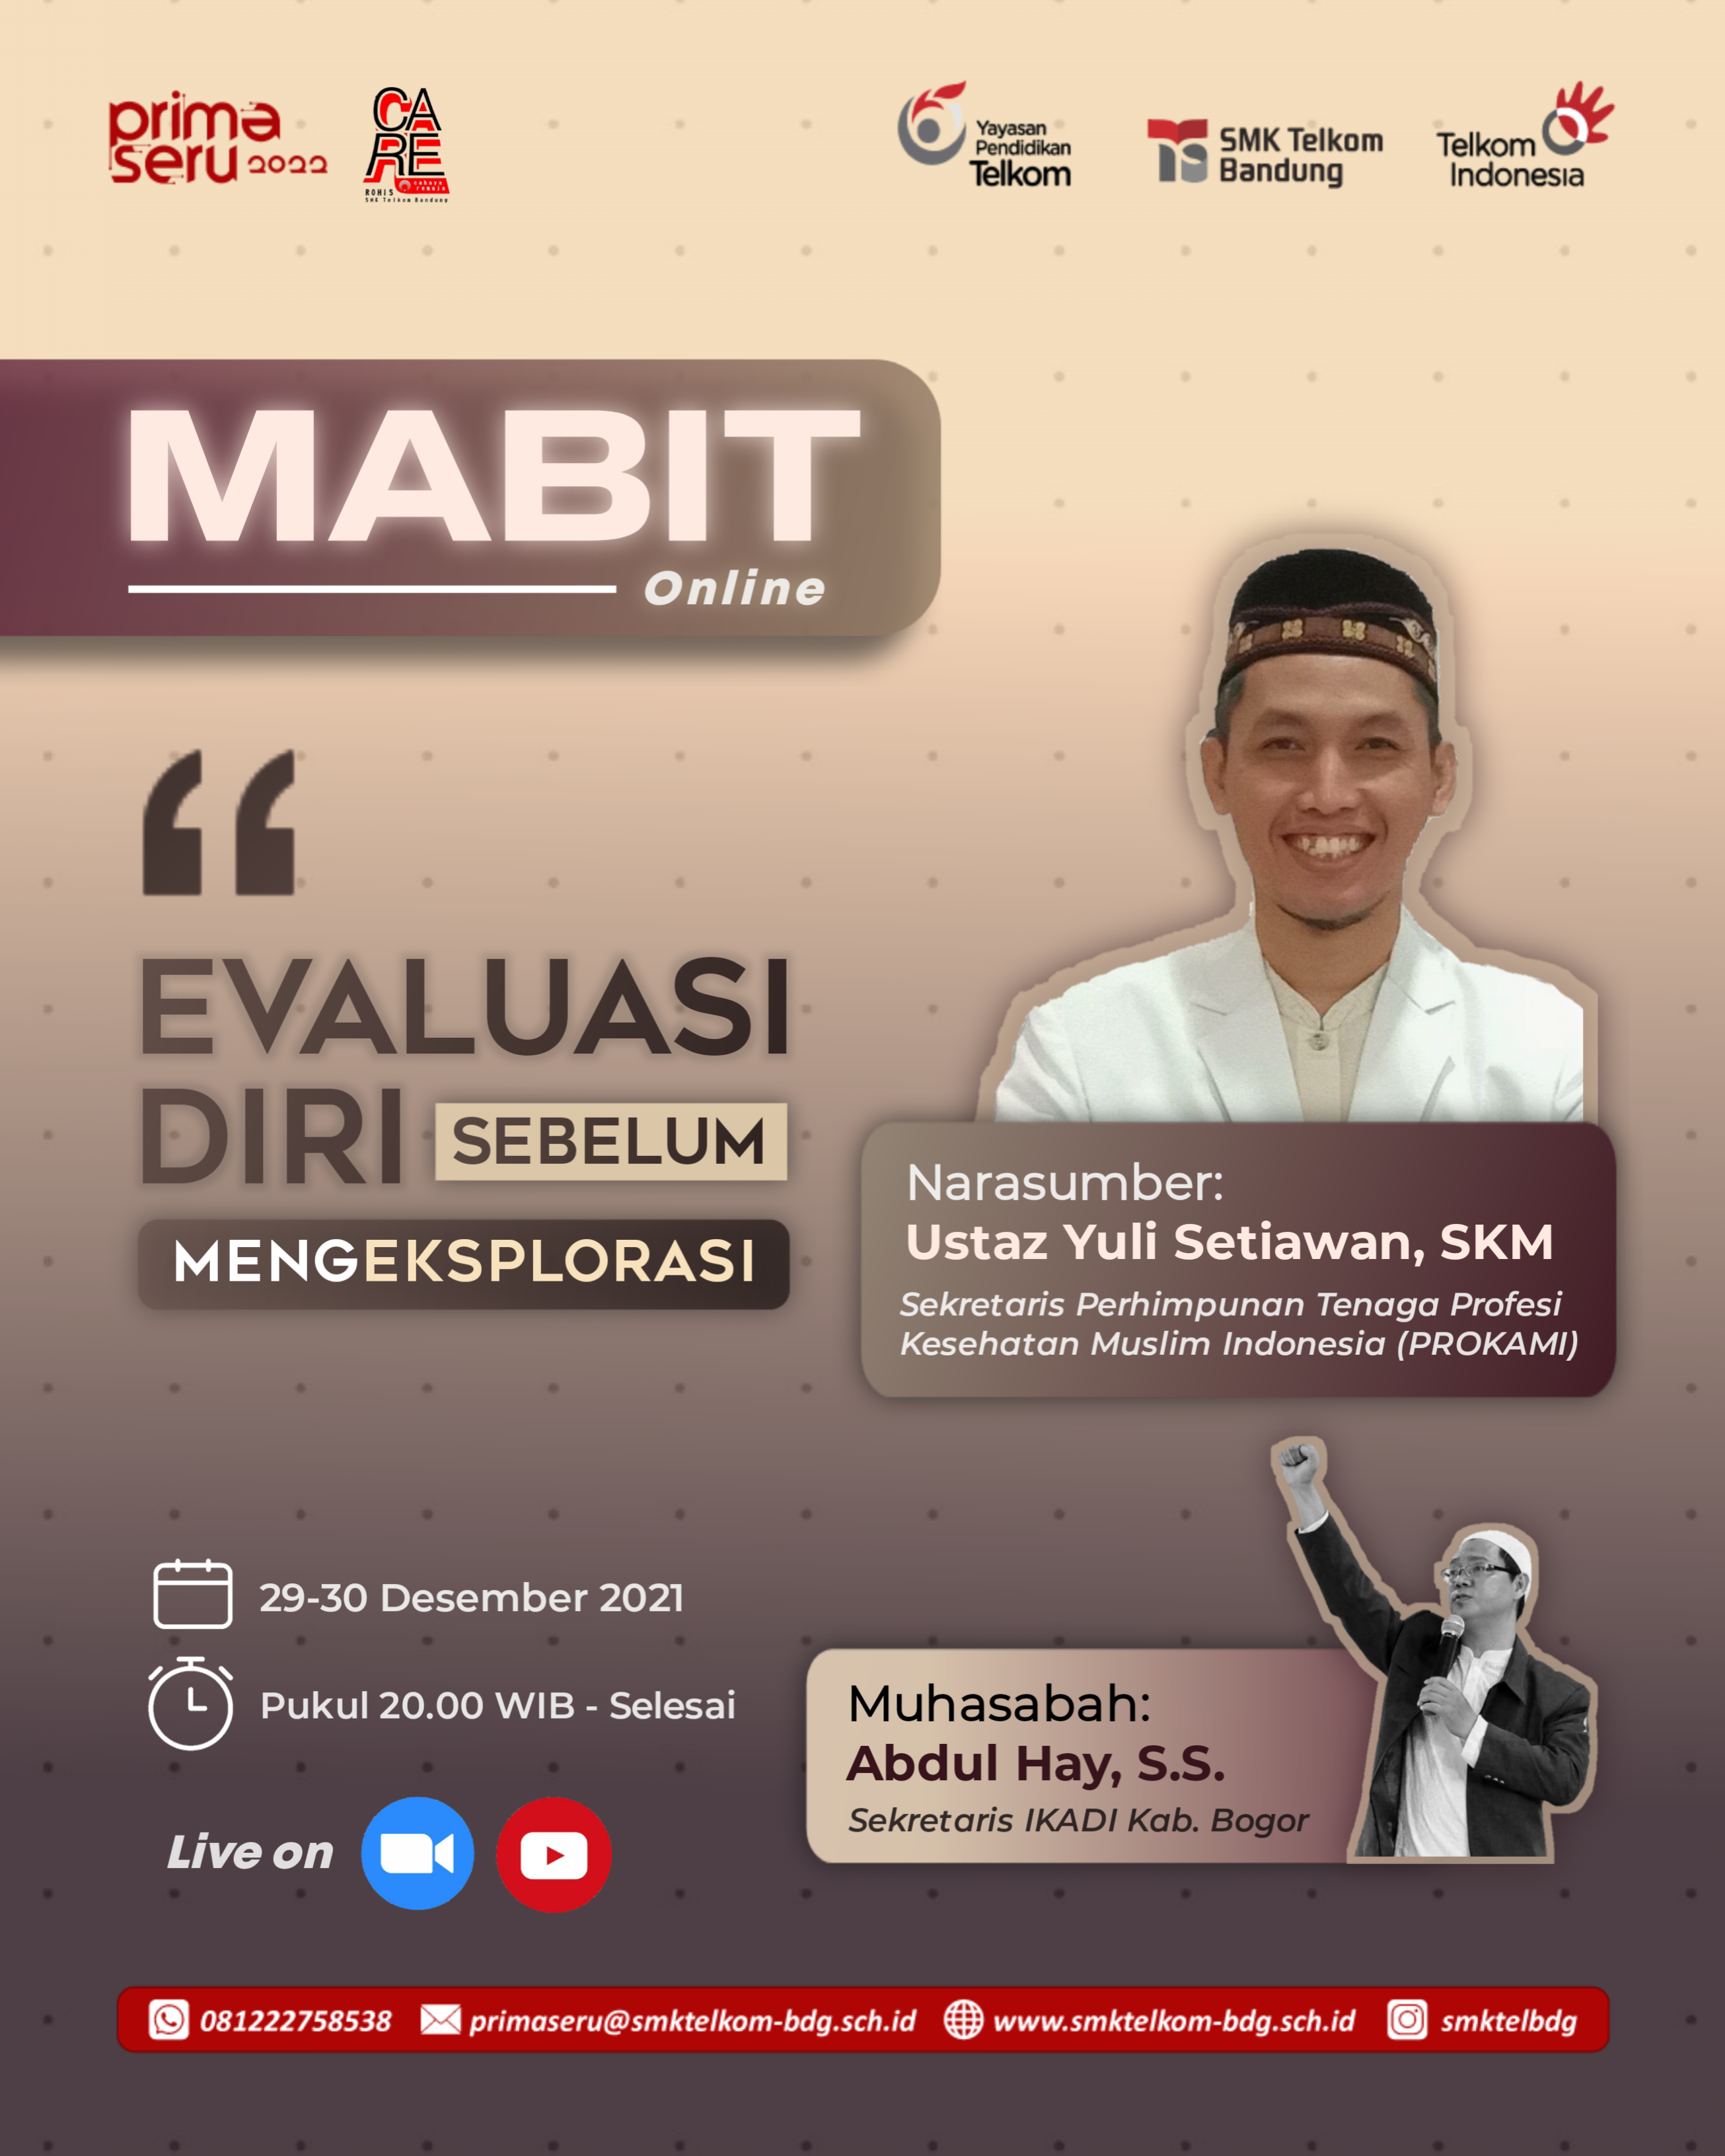 prima
seru 2022
CA
RE
ROHIS cahaya remaja
SMK Telkom Bandung
Yayasan
Pendidikan
Telkom
SMK Telkom
Bandung
Telkom
Indonesia
MABIT
Online
“
EVALUASI
DIRI SEBELUM
MENGEKSPLORASI
Narasumber:
Ustaz Yuli Setiawan, SKM
Sekretaris Perhimpunan Tenaga Profesi
Kesehatan Muslim Indonesia (PROKAMI)
29-30 Desember 2021
Pukul 20.00 WIB - Selesai
Live on
Muhasabah:
Abdul Hay, S.S.
Sekretaris IKADI Kab. Bogor
081222758538 primaseru@smktelkom-bdg.sch.id www.smktelkom-bdg.sch.id smktelbdg